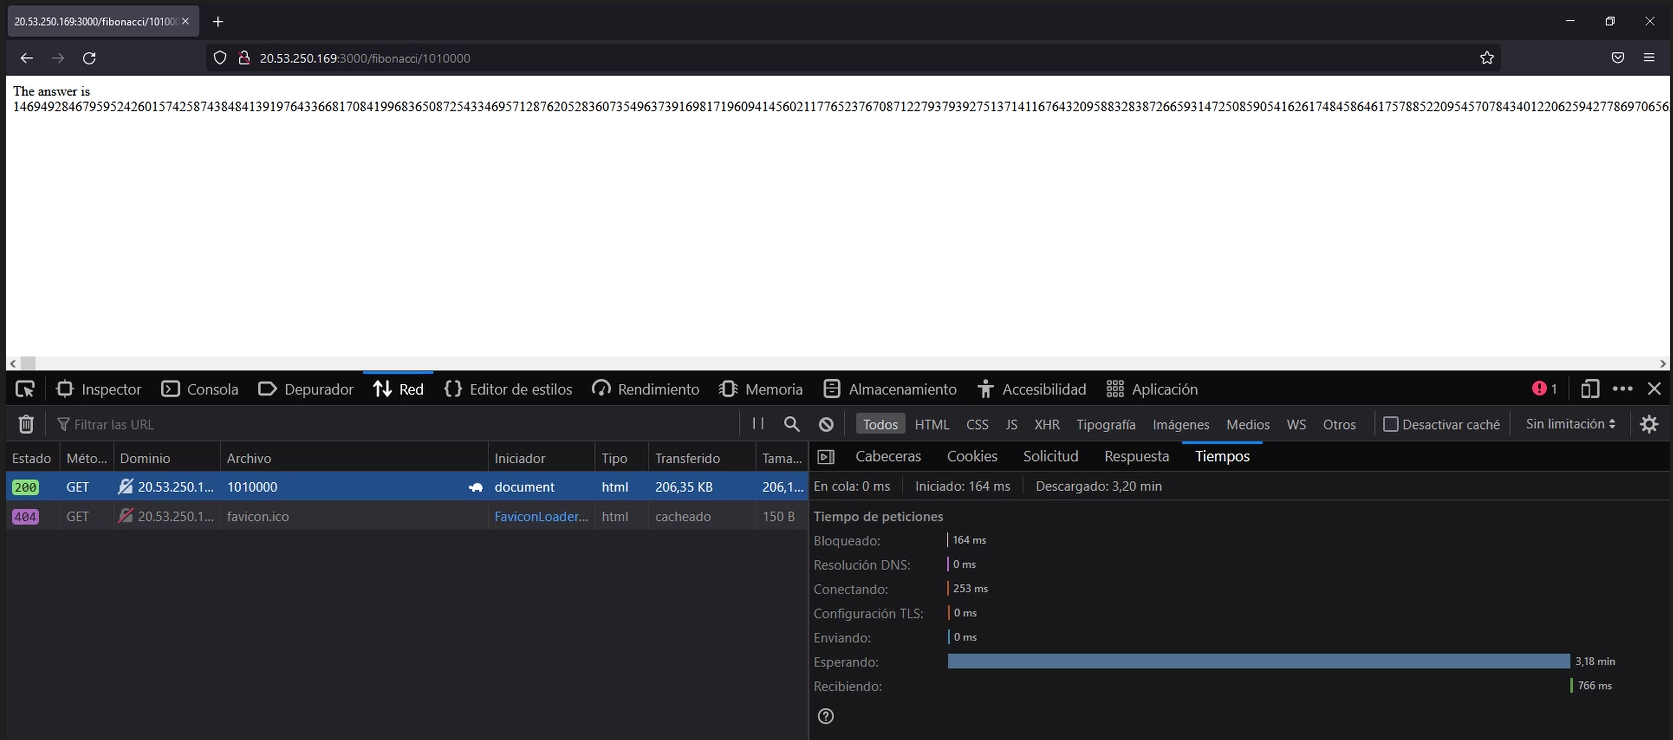 20.53.250.169:3000/fibonacci/10100
20.53.250.169:3000/fibonacci/1010000
The answer is
Inspector Consola Depurador Red Editor de estilos Rendimiento Memoria Almacenamiento Accesibilidad Aplicación 1
Filtrar las URL Todos HTML CSS JS XHR Tipografía Imágenes Medios WS Otros Desactivar caché Sin limitación
Estado Méto... Dominio Archivo Iniciador Tipo Transferido Tama... Cabeceras Cookies Solicitud Respuesta Tiempos
200 GET 20.53.250.1... 1010000 document html 206,35 KB 206,1... En cola: 0 ms Iniciado: 164 ms Descargado: 3,20 min
404 GET 20.53.250.1... favicon.ico FaviconLoader... html cacheado 150 B Tiempo de peticiones
Bloqueado: 164 ms
Resolución DNS: 0 ms
Conectando: 253 ms
Configuración TLS: 0 ms
Enviando: 0 ms
Esperando: 3,18 min
Recibiendo: 766 ms